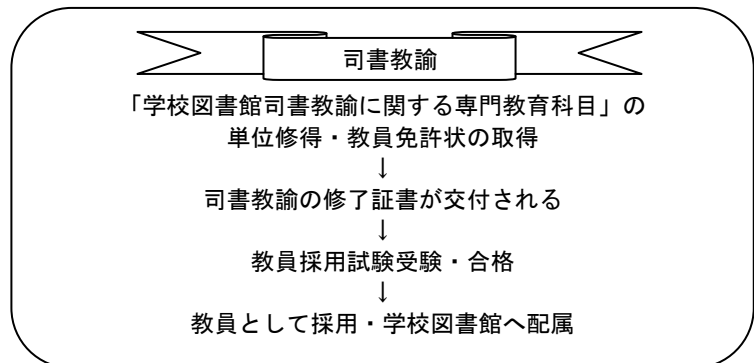 司書教諭
「学校図書館司書教諭に関する専門教育科目」の
単位修得・教員免許状の取得
↓
司書教諭の修了証書が交付される
↓
教員採用試験受験・合格
↓
教員として採用・学校図書館へ配属